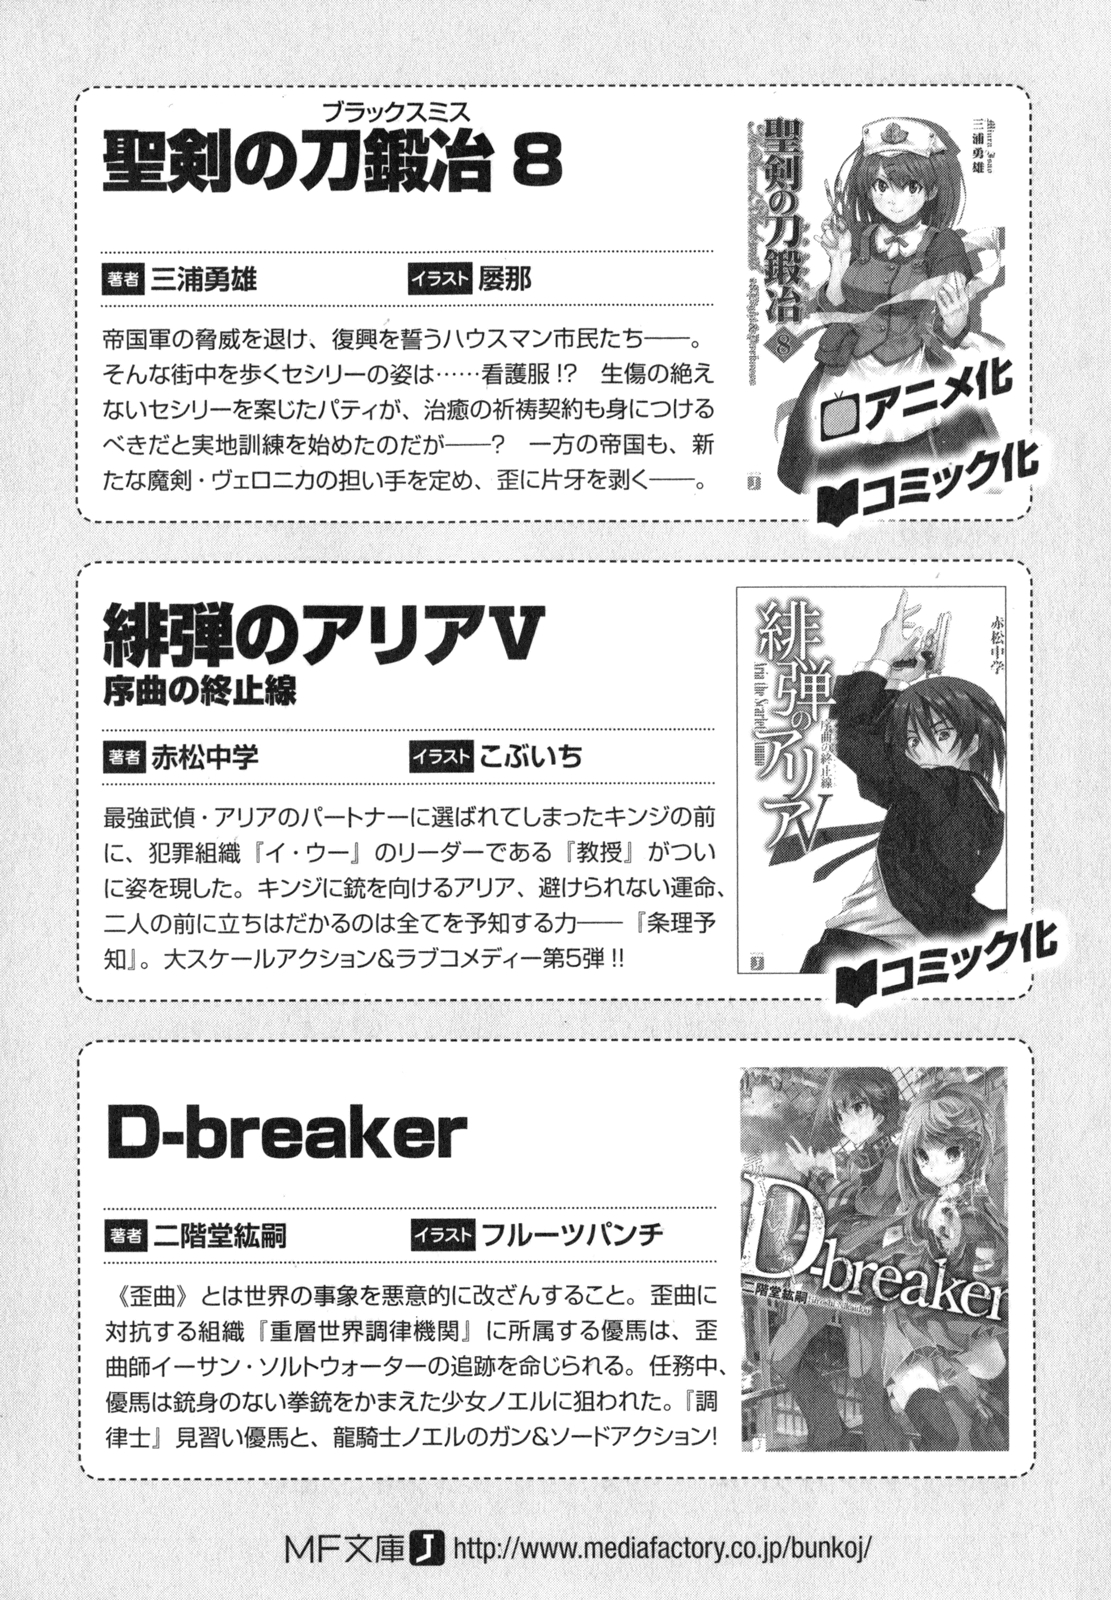 ブラックスミス
聖剣の刀鍛冶 8
著者 三浦勇雄 イラスト 屡那
帝国軍の脅威を退け、復興を誓うハウスマン市民たち――。
そんな街中を歩くセシリーの姿は……看護服!? 生傷の絶え
ないセシリーを案じたパティが、治癒の祈祷契約も身につける
べきだと実地訓練を始めたのだが――? 一方の帝国も、新
たな魔剣・ヴェロニカの担い手を定め、歪に片牙を剥く――。
聖剣の刀鍛冶
8
三浦勇雄
Miura Isao
J
アニメ化
コミック化
緋弾のアリアV
序曲の終止線
著者 赤松中学 イラスト こぶいち
最強武偵・アリアのパートナーに選ばれてしまったキンジの前
に、犯罪組織『イ・ウー』のリーダーである『教授』がつい
に姿を現した。キンジに銃を向けるアリア、避けられない運命、
二人の前に立ちはだかるのは全てを予知する力――『条理予
知』。大スケールアクション&ラブコメディー第5弾!!
緋弾のアリアV
Aria the Scarlet Ammo
序曲の終止線
赤松中学
J
コミック化
D-breaker
著者 二階堂紘嗣 イラスト フルーツパンチ
《歪曲》とは世界の事象を悪意的に改ざんすること。歪曲に
対抗する組織『重層世界調律機関』に所属する優馬は、歪
曲師イーサン・ソルトウォーターの追跡を命じられる。任務中、
優馬は銃身のない拳銃をかまえた少女ノエルに狙われた。『調
律士』見習い優馬と、龍騎士ノエルのガン&ソードアクション!
D-breaker
二階堂紘嗣
J
MF文庫 J http://www.mediafactory.co.jp/bunkoj/